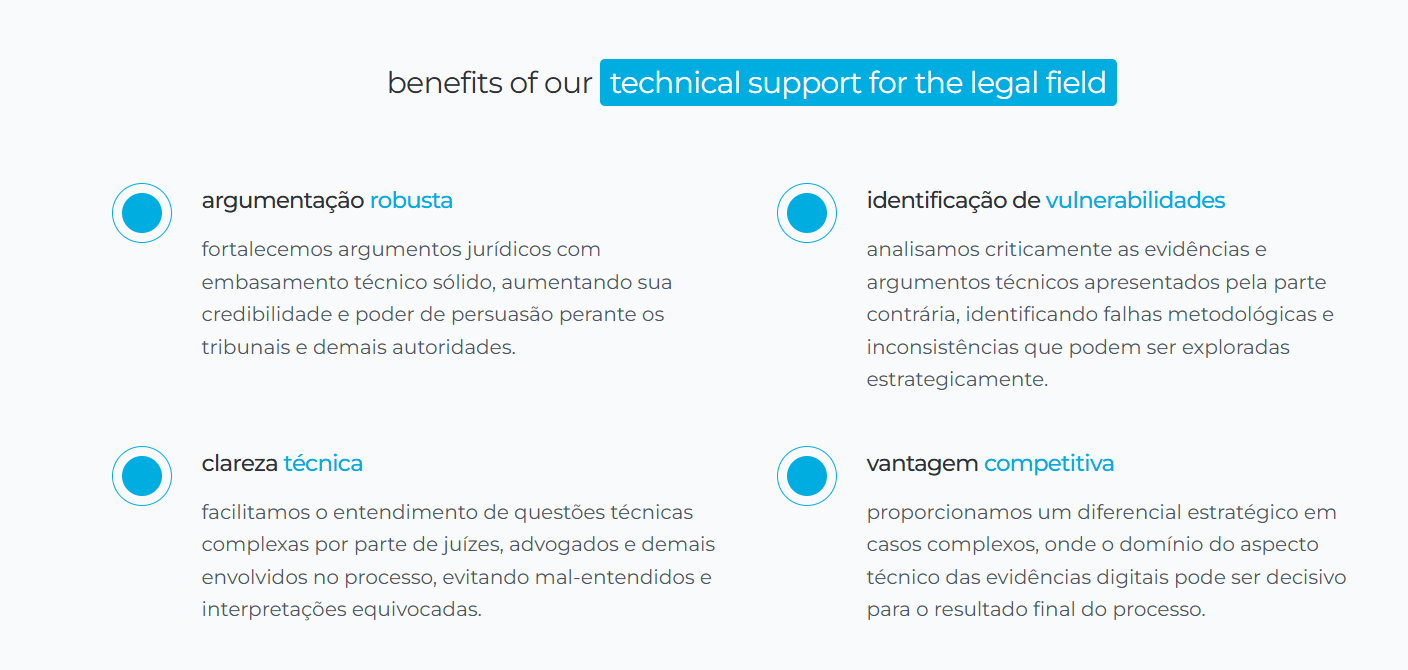 benefits of our technical support for the legal field
argumentação robusta
fortalecemos argumentos jurídicos com
embasamento técnico sólido, aumentando sua
credibilidade e poder de persuasão perante os
tribunais e demais autoridades.
identificação de vulnerabilidades
analisamos criticamente as evidências e
argumentos técnicos apresentados pela parte
contrária, identificando falhas metodológicas e
inconsistências que podem ser exploradas
estrategicamente.
clareza técnica
facilitamos o entendimento de questões técnicas
complexas por parte de juízes, advogados e demais
envolvidos no processo, evitando mal-entendidos e
interpretações equivocadas.
vantagem competitiva
proporcionamos um diferencial estratégico em
casos complexos, onde o domínio do aspecto
técnico das evidências digitais pode ser decisivo
para o resultado final do processo.